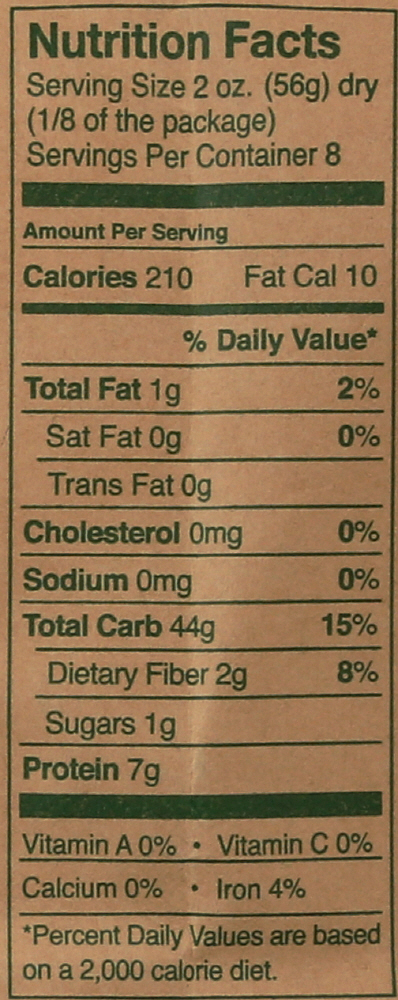 Nutrition Facts
Serving Size 2 oz. (56g) dry
(1/8 of the package)
Servings Per Container 8
Amount Per Serving
Calories 210 Fat Cal 10
% Daily Value*
Total Fat 1g 2%
Sat Fat 0g 0%
Trans Fat 0g
Cholesterol 0mg 0%
Sodium 0mg 0%
Total Carb 44g 15%
Dietary Fiber 2g 8%
Sugars 1g
Protein 7g
Vitamin A 0% • Vitamin C 0%
Calcium 0% • Iron 4%
*Percent Daily Values are based
on a 2,000 calorie diet.